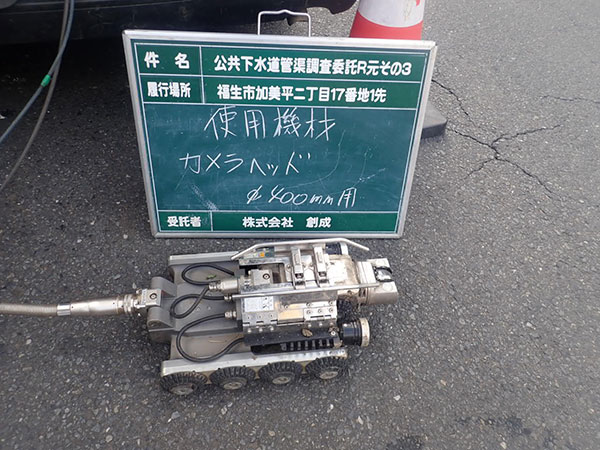 件名 公共下水道管渠調査委託R元その3
履行場所 福生市加美平二丁目17番地1先
使用機材
カメラヘッド
φ400mm用
受託者 株式会社 創成